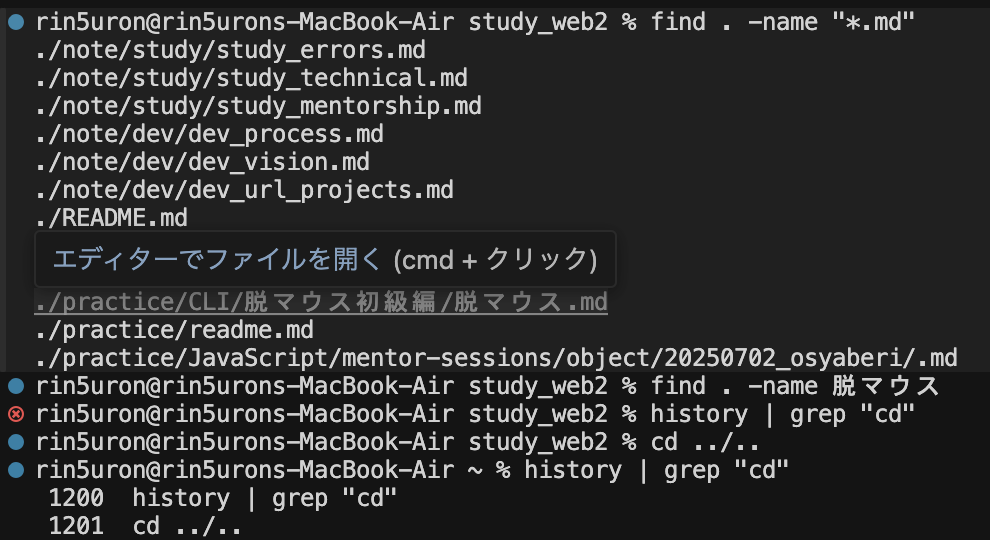 rin5uron@rin5urons-MacBook-Air study_web2 % find . -name "*.md"
./note/study/study_errors.md
./note/study/study_technical.md
./note/study/study_mentorship.md
./note/dev/dev_process.md
./note/dev/dev_vision.md
./note/dev/dev_url_projects.md
./README.md
エディターでファイルを開く (cmd + クリック)
./practice/CLI/脱マウス初級編/脱マウス.md
./practice/readme.md
./practice/JavaScript/mentor-sessions/object/20250702_osyaberi/.md
rin5uron@rin5urons-MacBook-Air study_web2 % find . -name 脱マウス
rin5uron@rin5urons-MacBook-Air study_web2 % history | grep "cd"
rin5uron@rin5urons-MacBook-Air study_web2 % cd ../..
rin5uron@rin5urons-MacBook-Air ~ % history | grep "cd"
1200  history | grep "cd"
1201  cd ../..